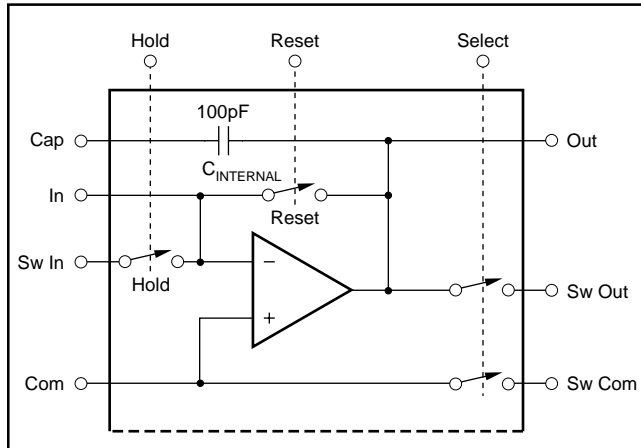 Hold Reset Select
100pF
Cap Out
C_INTERNAL
In
Reset
Sw In
Hold
−
Sw Out
+
Com Sw Com